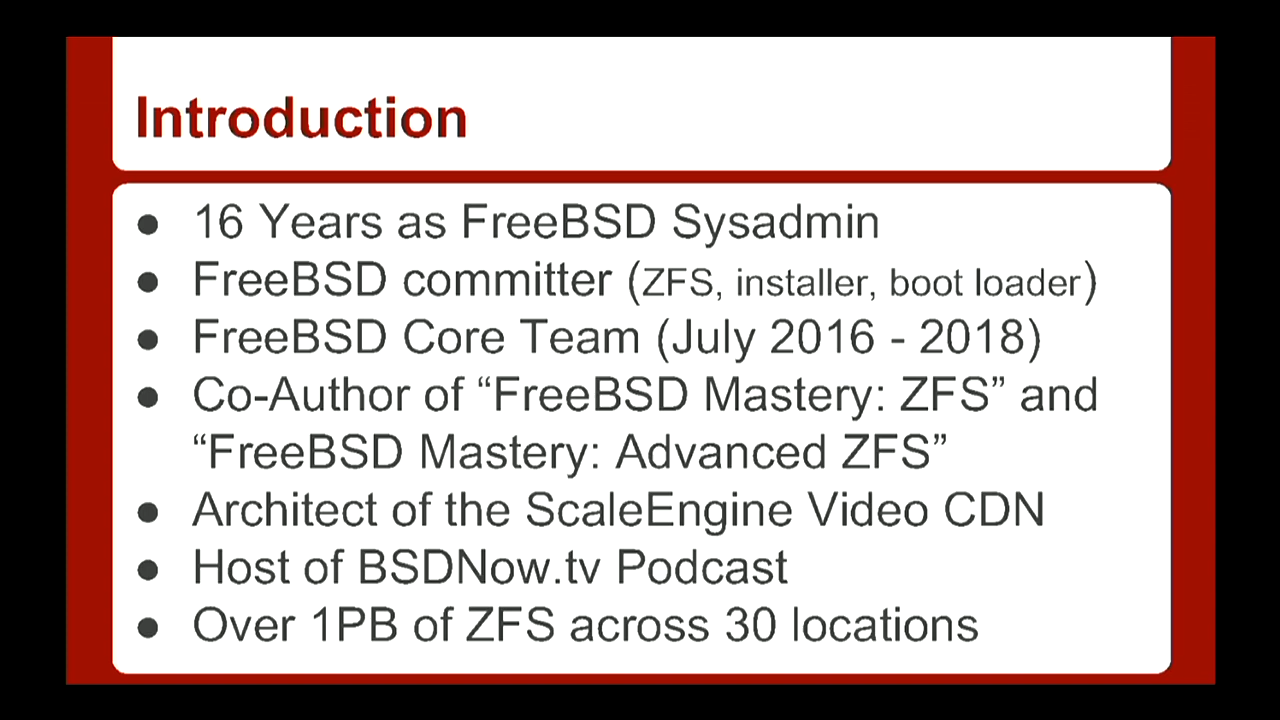 Introduction
● 16 Years as FreeBSD Sysadmin
● FreeBSD committer (ZFS, installer, boot loader)
● FreeBSD Core Team (July 2016 - 2018)
● Co-Author of “FreeBSD Mastery: ZFS” and
“FreeBSD Mastery: Advanced ZFS”
● Architect of the ScaleEngine Video CDN
● Host of BSDNow.tv Podcast
● Over 1PB of ZFS across 30 locations